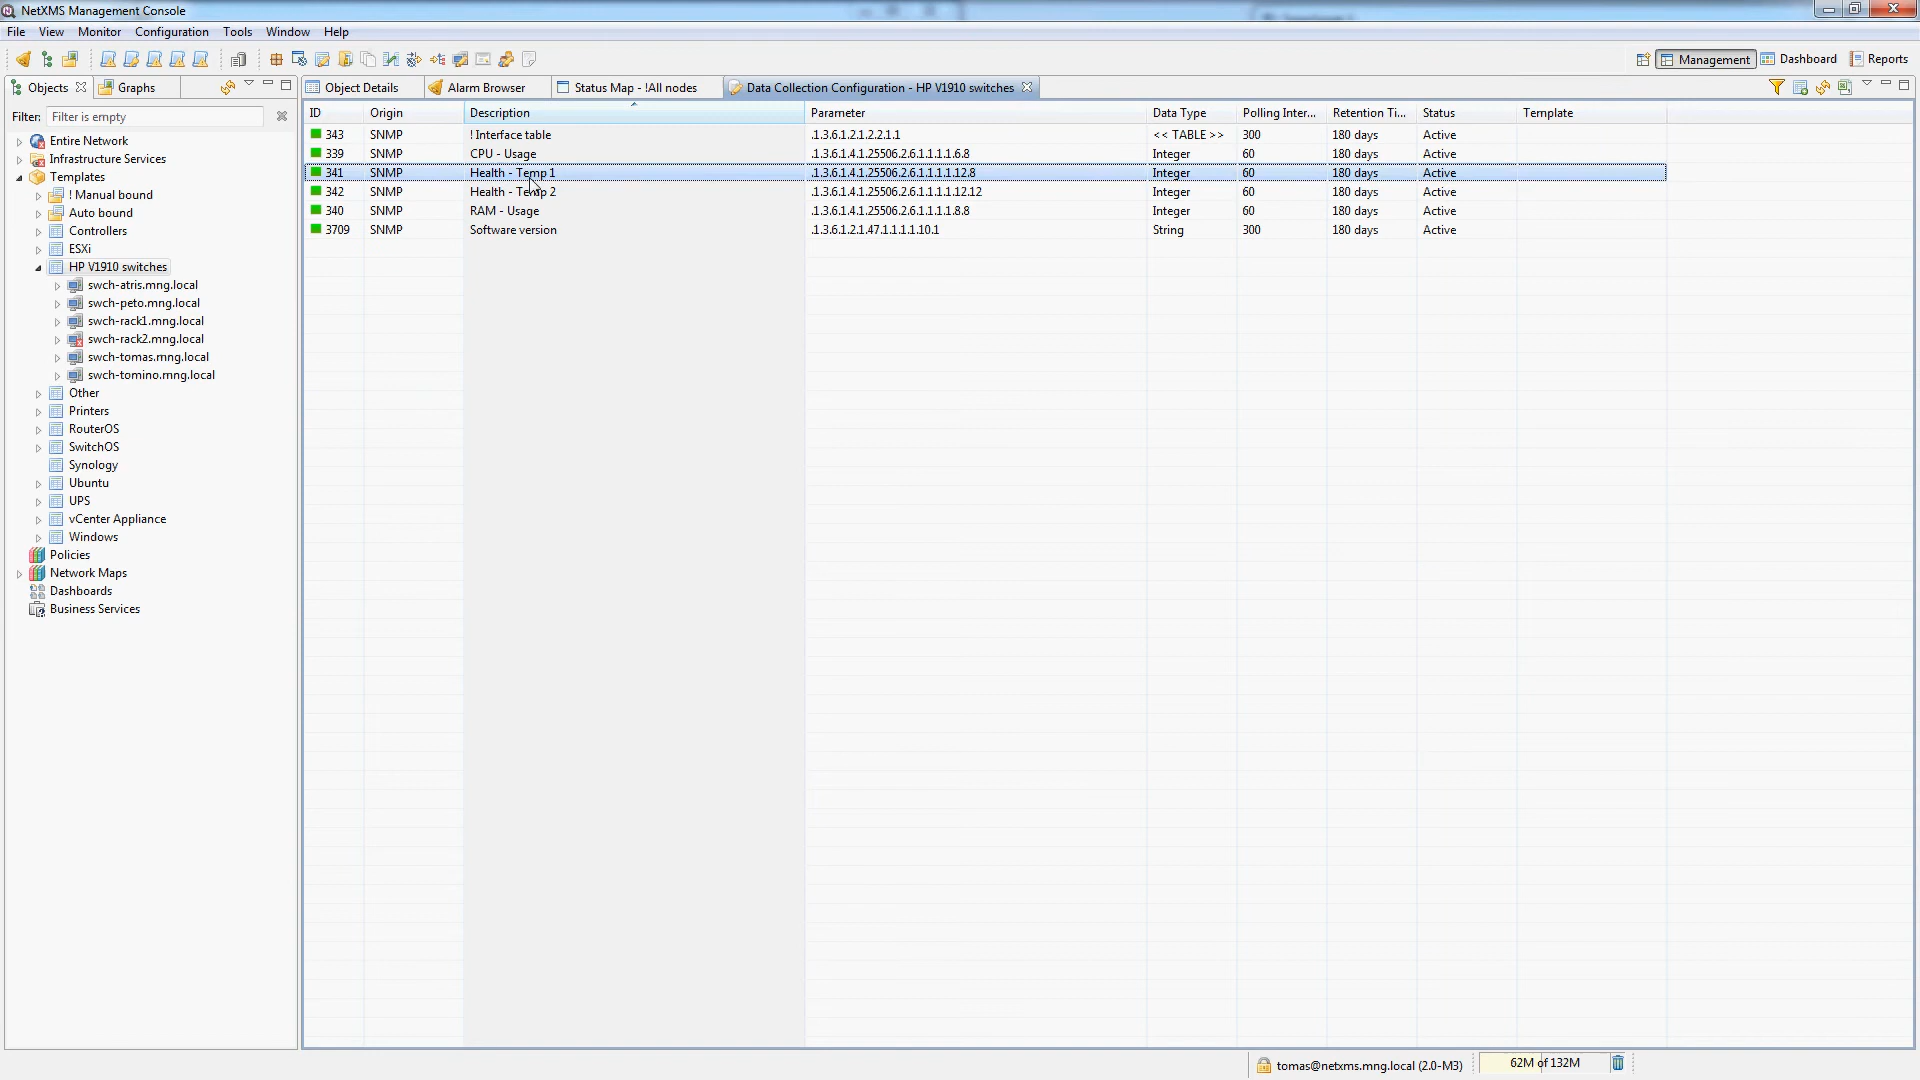 NetXMS Management Console
File View Monitor Configuration Tools Window Help
Management Dashboard Reports
Objects Graphs
Object Details Alarm Browser Status Map - !All nodes Data Collection Configuration - HP V1910 switches
Filter: Filter is empty
Entire Network
Infrastructure Services
Templates
! Manual bound
Auto bound
Controllers
ESXi
HP V1910 switches
swch-atris.mng.local
swch-peto.mng.local
swch-rack1.mng.local
swch-rack2.mng.local
swch-tomas.mng.local
swch-tomino.mng.local
Other
Printers
RouterOS
SwitchOS
Synology
Ubuntu
UPS
vCenter Appliance
Windows
Policies
Network Maps
Dashboards
Business Services
ID Origin Description Parameter Data Type Polling Inter... Retention Ti... Status Template
343 SNMP ! Interface table .1.3.6.1.2.1.2.2.1.1 << TABLE >> 300 180 days Active
339 SNMP CPU - Usage .1.3.6.1.4.1.25506.2.6.1.1.1.1.6.8 Integer 60 180 days Active
341 SNMP Health - Temp 1 .1.3.6.1.4.1.25506.2.6.1.1.1.1.12.8 Integer 60 180 days Active
342 SNMP Health - Temp 2 .1.3.6.1.4.1.25506.2.6.1.1.1.1.12.12 Integer 60 180 days Active
340 SNMP RAM - Usage .1.3.6.1.4.1.25506.2.6.1.1.1.1.8.8 Integer 60 180 days Active
3709 SNMP Software version .1.3.6.1.2.1.47.1.1.1.1.10.1 String 300 180 days Active
tomas@netxms.mng.local (2.0-M3) 62M of 132M